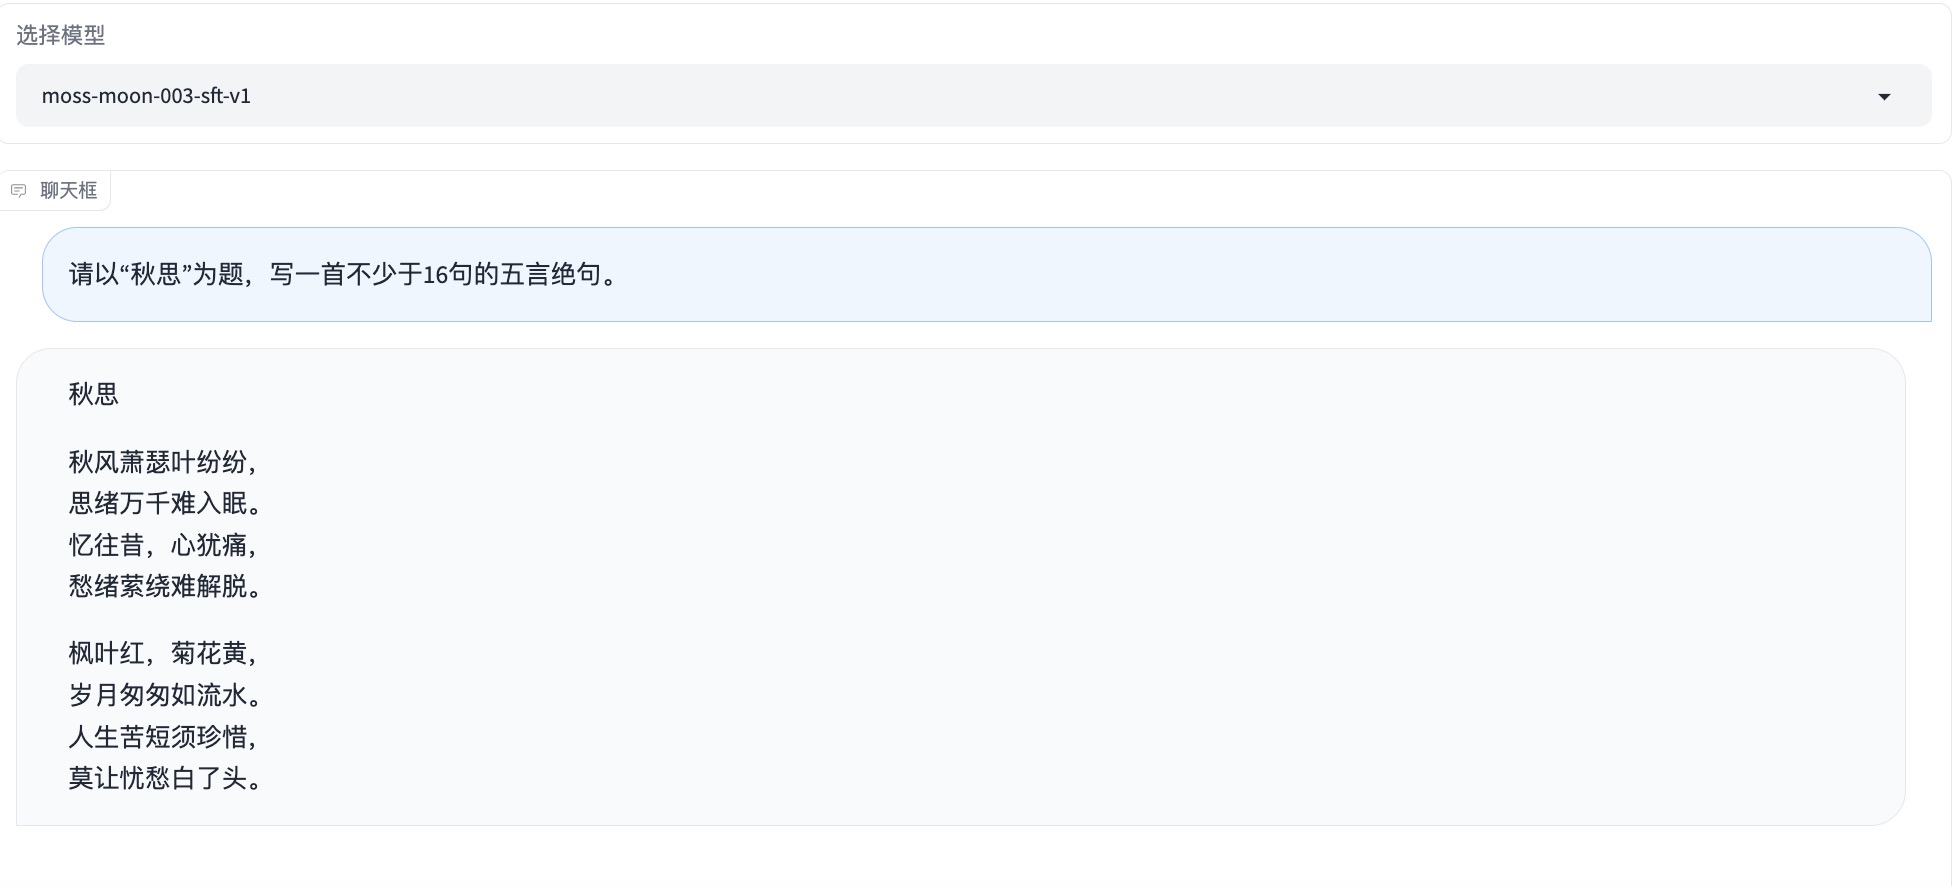 选择模型
moss-moon-003-sft-v1
聊天框
请以“秋思”为题，写一首不少于16句的五言绝句。
秋思
秋风萧瑟叶纷纷，
思绪万千难入眠。
忆往昔，心犹痛，
愁绪萦绕难解脱。
枫叶红，菊花黄，
岁月匆匆如流水。
人生苦短须珍惜，
莫让忧愁白了头。